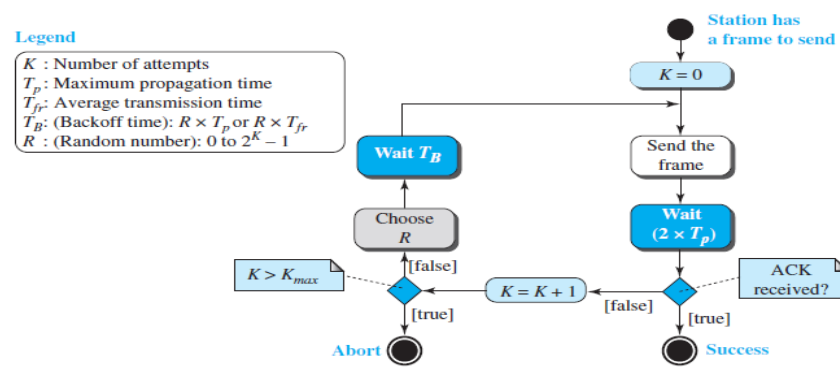 Station has
a frame to send
Legend
K : Number of attempts
Tp : Maximum propagation time
Tfr: Average transmission time
TB: (Backoff time): R × Tp or R × Tfr
R : (Random number): 0 to 2^K – 1
K = 0
Wait TB
Send the
frame
Choose
R
Wait
(2 × Tp)
[false]
K > Kmax
K = K + 1
ACK
received?
[false]
[true]
[true]
Abort
Success